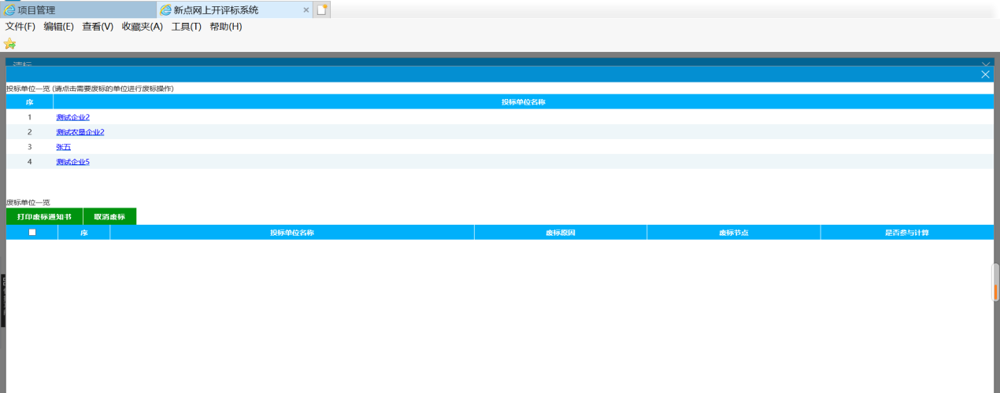 项目管理 新点网上开评标系统
文件(F) 编辑(E) 查看(V) 收藏夹(A) 工具(T) 帮助(H)
清标
投标单位一览 (请点击需要废标的单位进行废标操作)
序 投标单位名称
1 测试企业2
2 测试农垦企业2
3 张五
4 测试企业5
废标单位一览
打印废标通知书 取消废标
序 投标单位名称 废标原因 废标节点 是否参与计算